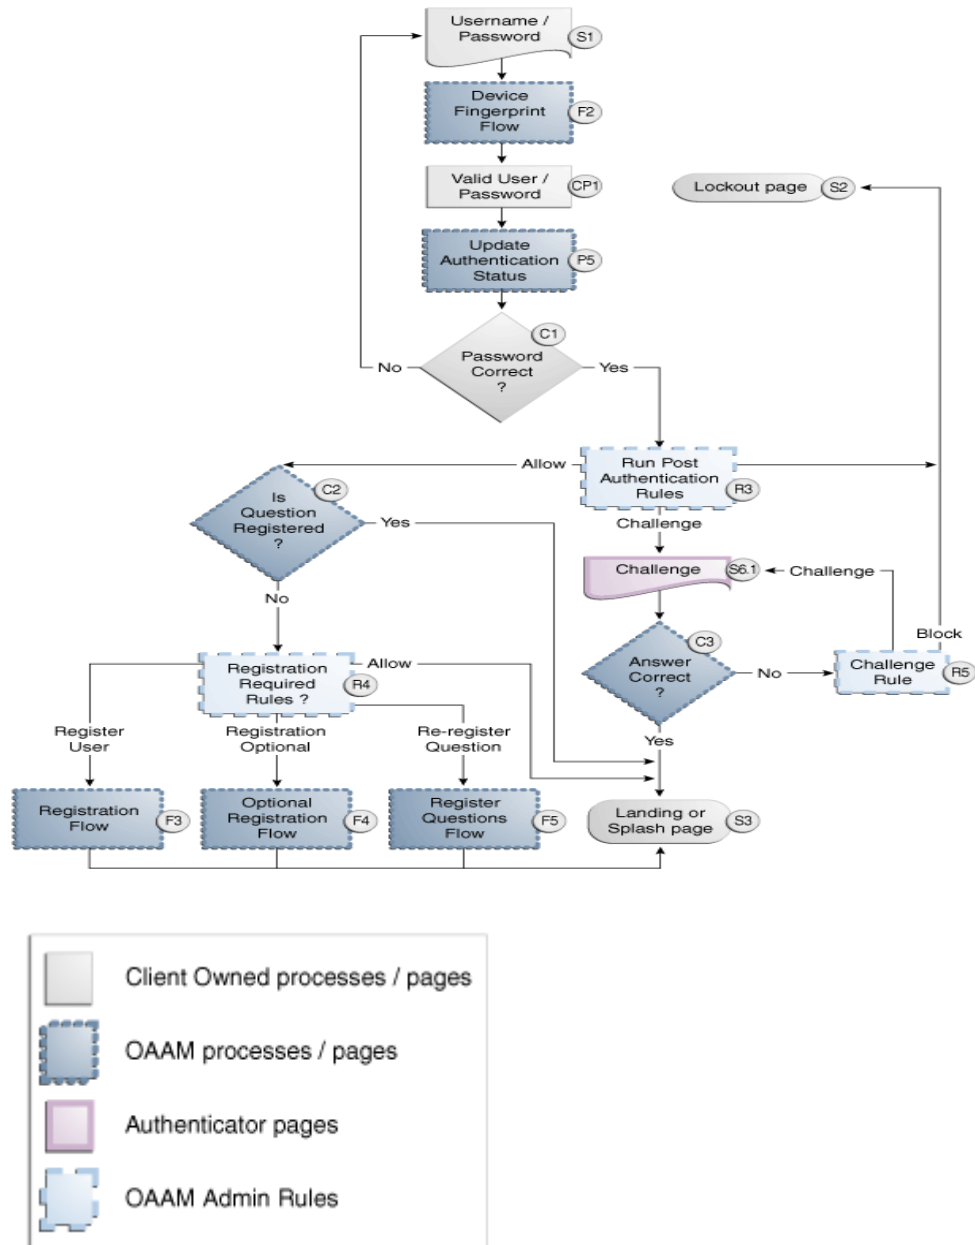 Username /
Password
S1
Device
Fingerprint
Flow
F2
Valid User /
Password
CP1
Lockout page
S2
Update
Authentication
Status
P5
C1
Password
Correct
?
No
Yes
Allow
Run Post
Authentication
Rules
R3
C2
Is
Question
Registered
?
Yes
Challenge
Challenge
S6.1
Challenge
No
Block
C3
Answer
Correct
?
No
Challenge
Rule
R5
Registration
Required
Rules ?
R4
Allow
Register
User
Registration
Optional
Re-register
Question
Yes
Registration
Flow
F3
Optional
Registration
Flow
F4
Register
Questions
Flow
F5
Landing or
Splash page
S3
Client Owned processes / pages
OAAM processes / pages
Authenticator pages
OAAM Admin Rules